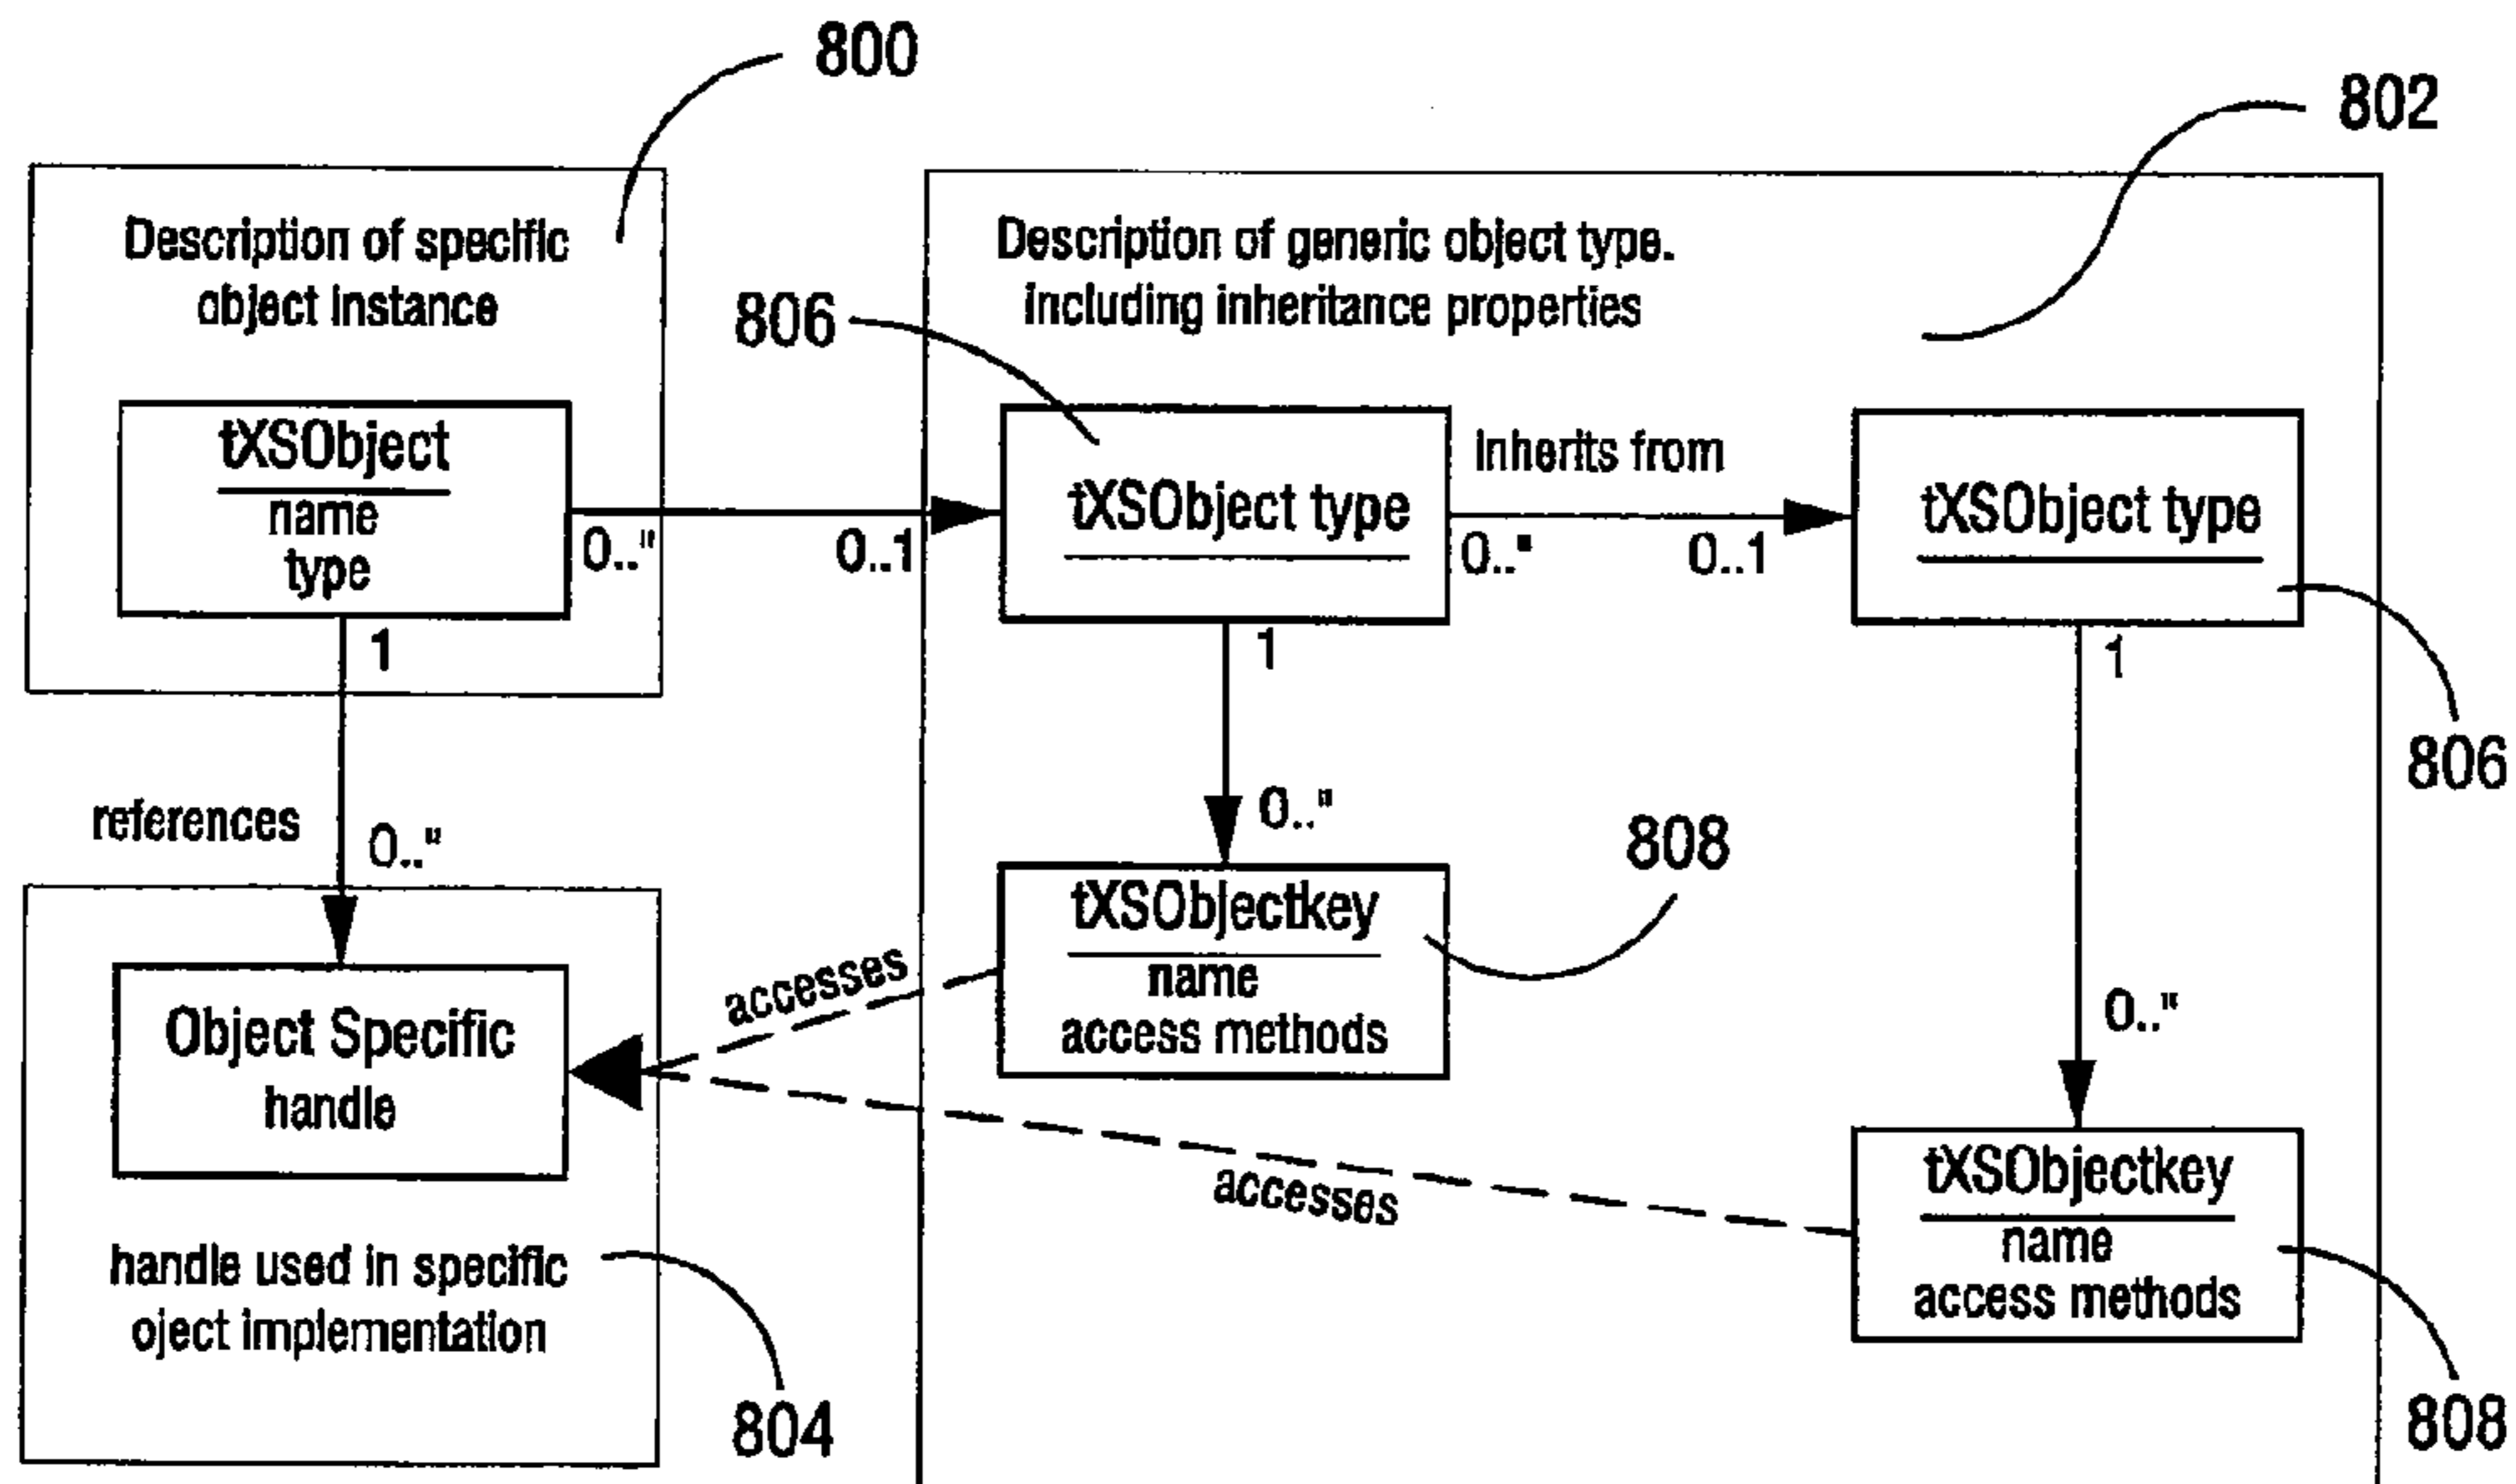 800
802
Description of specific
object instance
Description of generic object type.
including inheritance properties
806
tXSObject
name
type
0.."
0..1
tXSObject type
inherits from
0.."
0..1
tXSObject type
806
1
1
1
references
0.."
0.."
0.."
808
tXSObjectkey
name
access methods
accesses
Object Specific
handle
accesses
tXSObjectkey
name
access methods
handle used in specific
oject implementation
804
808